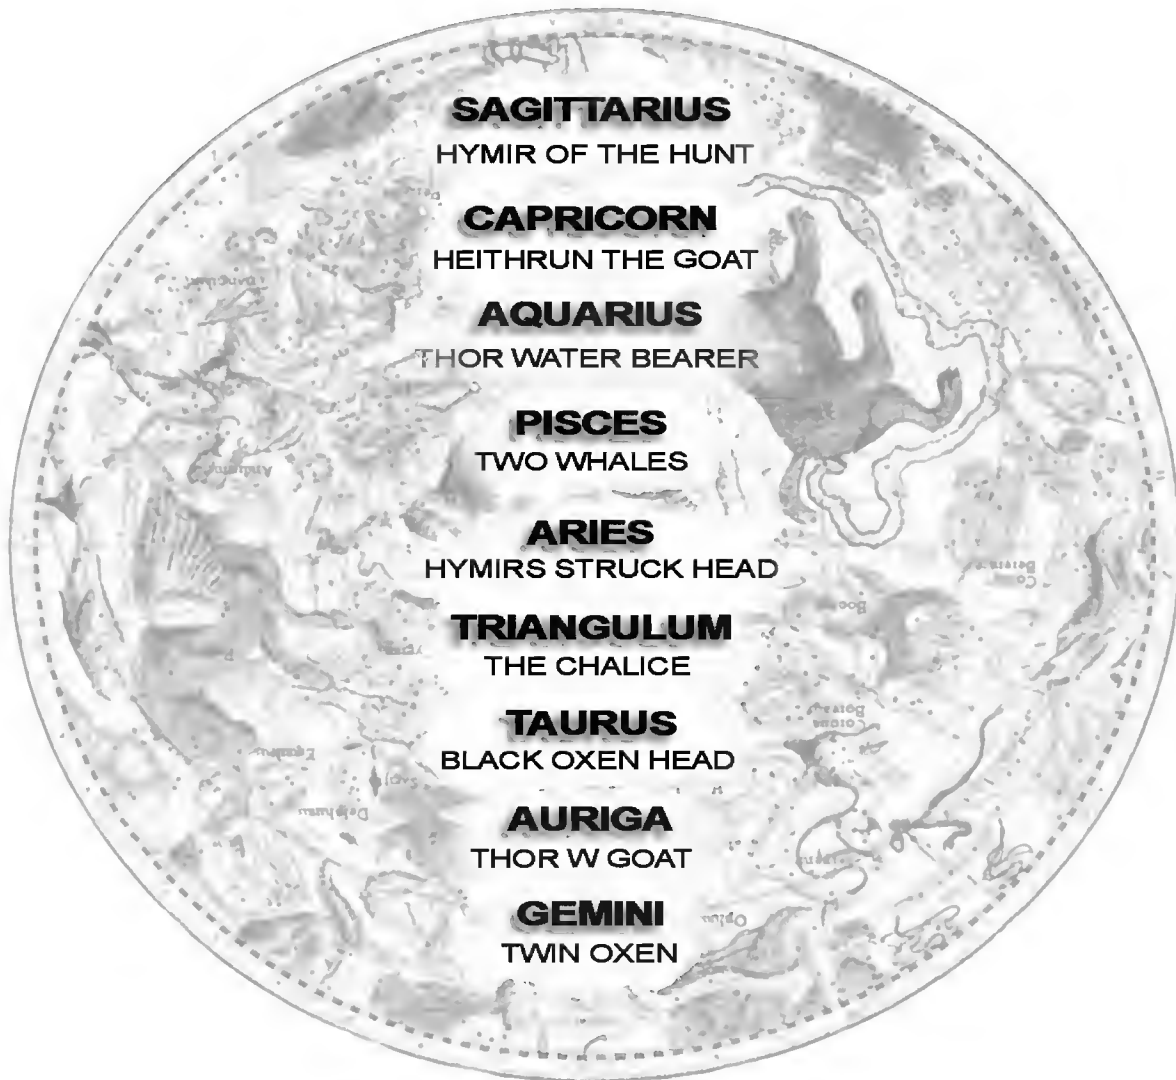 SAGITTARIUS
HYMIR OF THE HUNT
CAPRICORN
HEITHRUN THE GOAT
AQUARIUS
THOR WATER BEARER
PISCES
TWO WHALES
ARIES
HYMIRS STRUCK HEAD
TRIANGULUM
THE CHALICE
TAURUS
BLACK OXEN HEAD
AURIGA
THOR W GOAT
GEMINI
TWIN OXEN